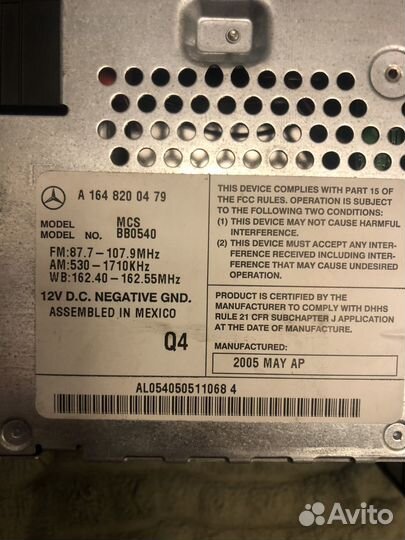 A 164 820 04 79
MODEL MCS
MODEL NO. BB0540
FM:87.7 - 107.9MHz
AM:530 - 1710KHz
WB:162.40 - 162.55MHz
12V D.C. NEGATIVE GND.
ASSEMBLED IN MEXICO
Q4
THIS DEVICE COMPLIES WITH PART 15 OF
THE FCC RULES. OPERATION IS SUBJECT
TO THE FOLLOWING TWO CONDITIONS.
(1) THIS DEVICE MAY NOT CAUSE HARMFUL
INTERFERENCE.
(2) THIS DEVICE MUST ACCEPT ANY INTER-
FERENCE RECEIVED INCLUDING INTER-
FERENCE THAT MAY CAUSE UNDESIRED
OPERATION.
PRODUCT IS CERTIFIED BY THE
MANUFACTURER TO COMPLY WITH DHHS
RULE 21 CFR SUBCHAPTER J APPLICATION
AT THE DATE OF MANUFACTURE.
MANUFACTURED:
2005 MAY AP
AL054050511068 4
Avito